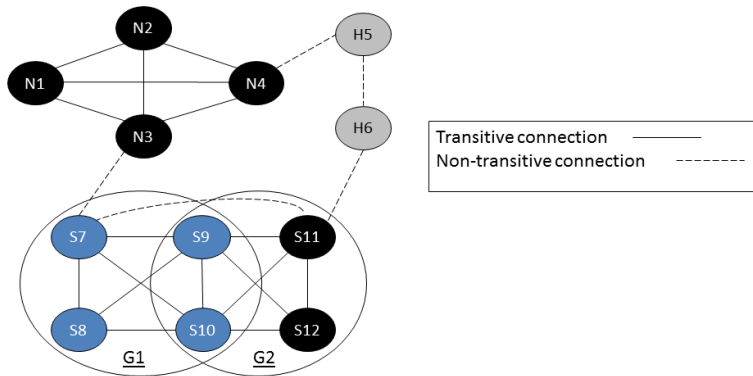 N2
H5
N1
N4
N3
H6
Transitive connection
Non-transitive connection
S7
S9
S11
S8
S10
S12
G1
G2